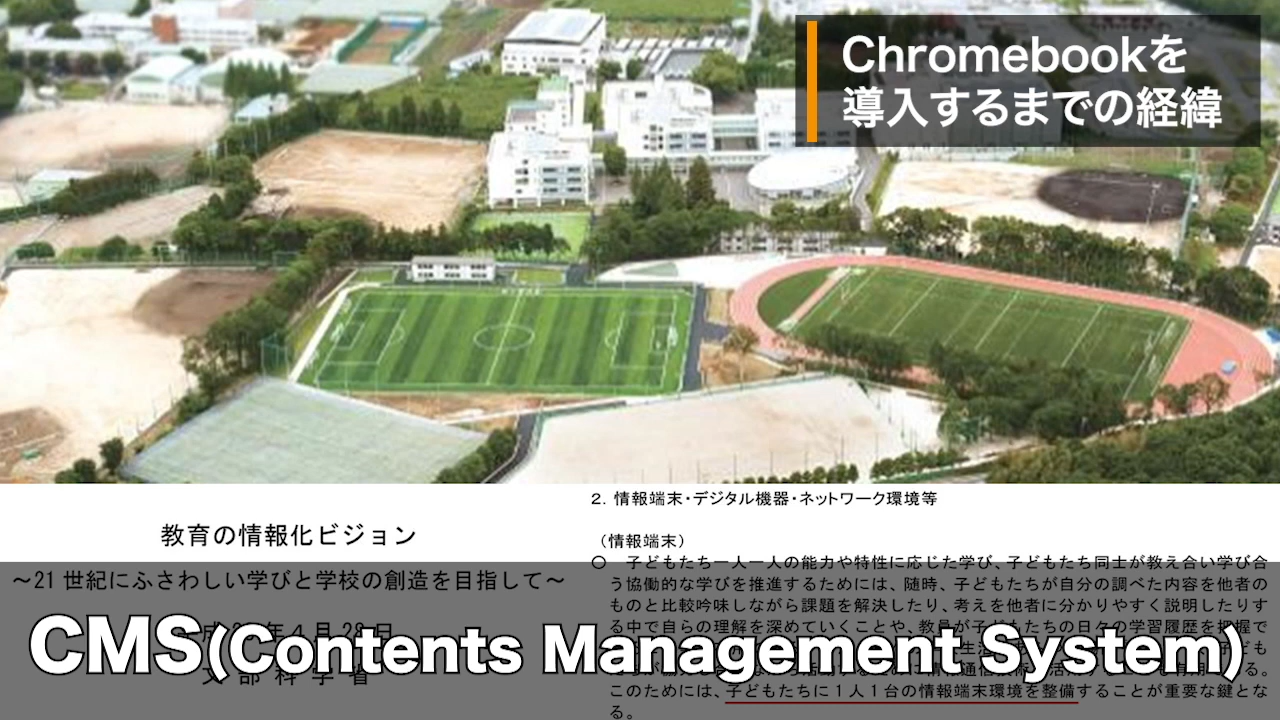 Chromebookを
導入するまでの経緯
教育の情報化ビジョン
～21 世紀にふさわしい学びと学校の創造を目指して～
年4月28日
文部科学省
2．情報端末・デジタル機器・ネットワーク環境等
（情報端末）
○ 子どもたち一人一人の能力や特性に応じた学び、子どもたち同士が教え合い学び合
う協働的な学びを推進するためには、随時、子どもたちが自分の調べた内容を他者の
ものと比較吟味しながら課題を解決したり、考えを他者に分かりやすく説明したりす
る中で自らの理解を深めていくことや、教員が子どもたちの日々の学習履歴を把握で
このためには、子どもたちに１人１台の情報端末環境を整備することが重要な鍵とな
る。
CMS(Contents Management System)